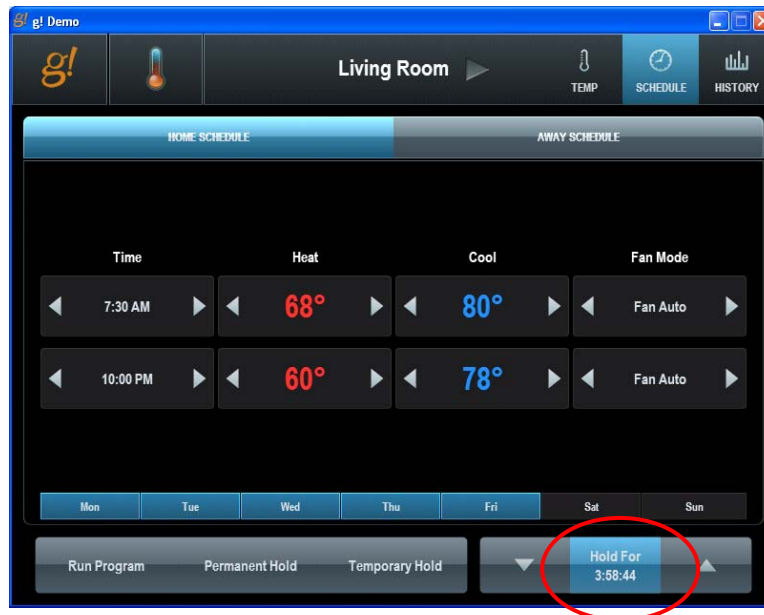 g! g! Demo
g! Living Room TEMP SCHEDULE HISTORY
HOME SCHEDULE AWAY SCHEDULE
Time Heat Cool Fan Mode
7:30 AM 68° 80° Fan Auto
10:00 PM 60° 78° Fan Auto
Mon Tue Wed Thu Fri Sat Sun
Run Program Permanent Hold Temporary Hold Hold For
3:58:44